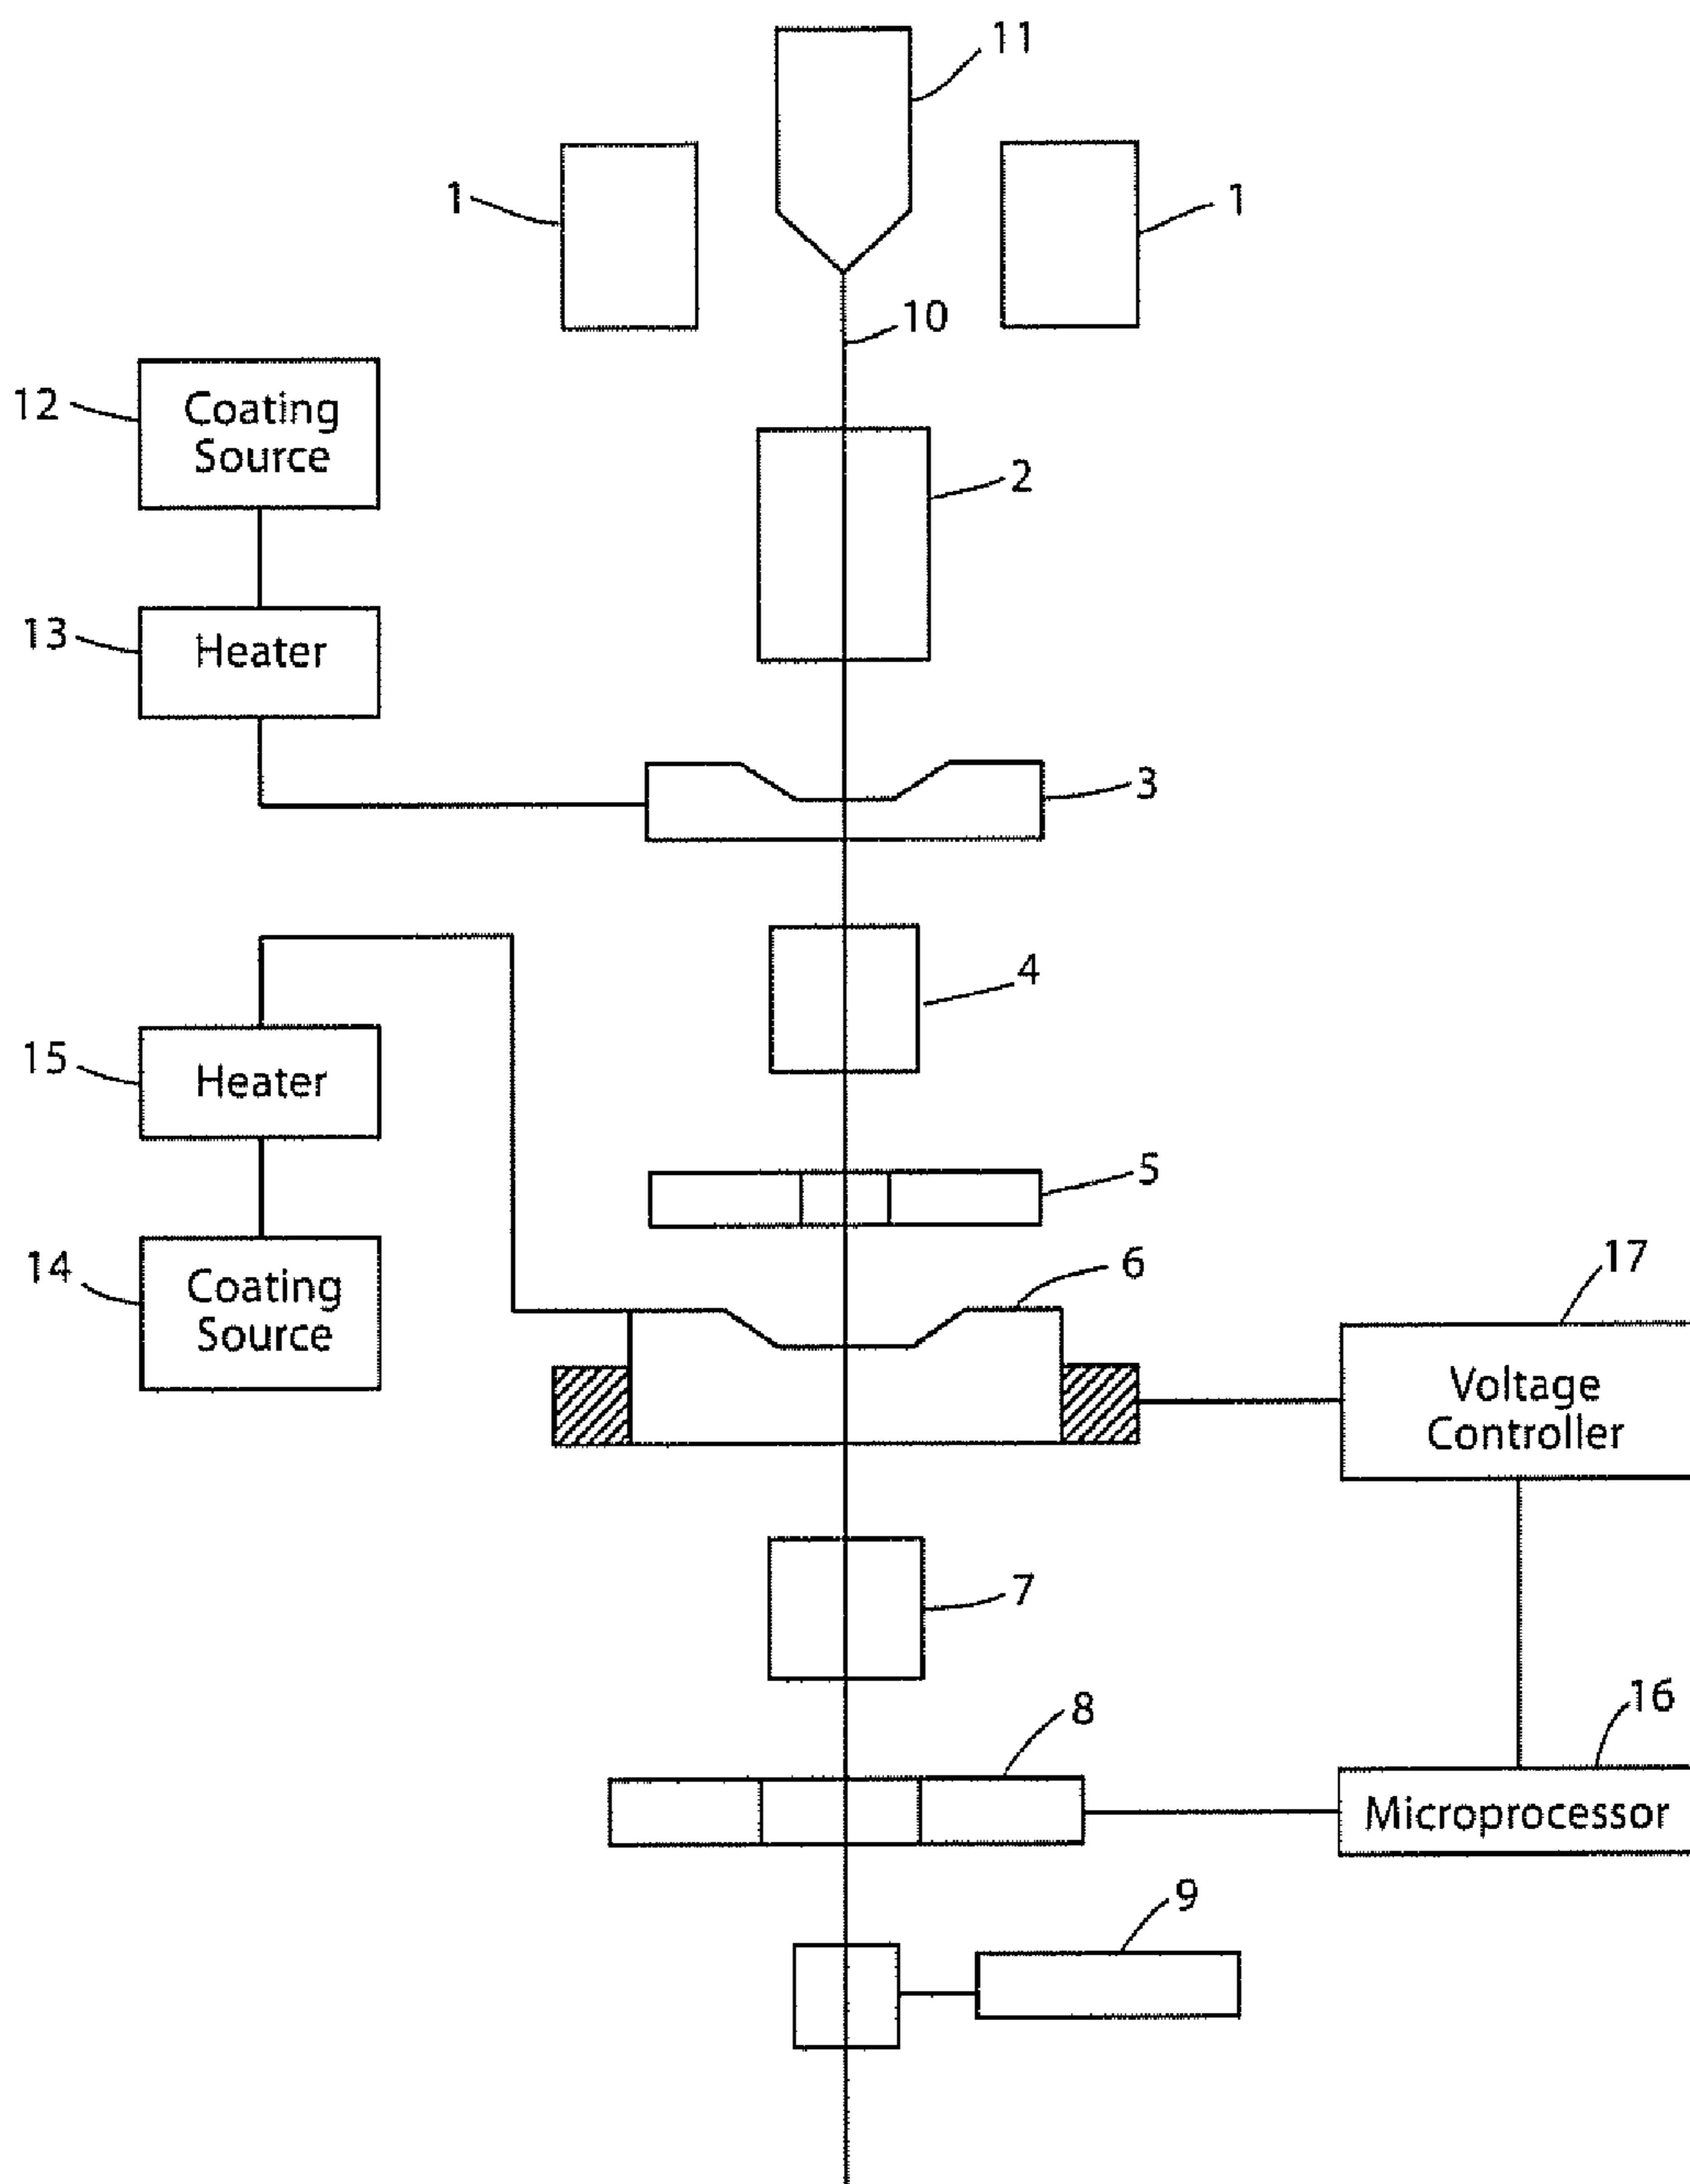 11
1
1
10
12
Coating
Source
2
13
Heater
3
4
15
Heater
5
14
Coating
Source
6
17
Voltage
Controller
7
8
16
Microprocessor
9